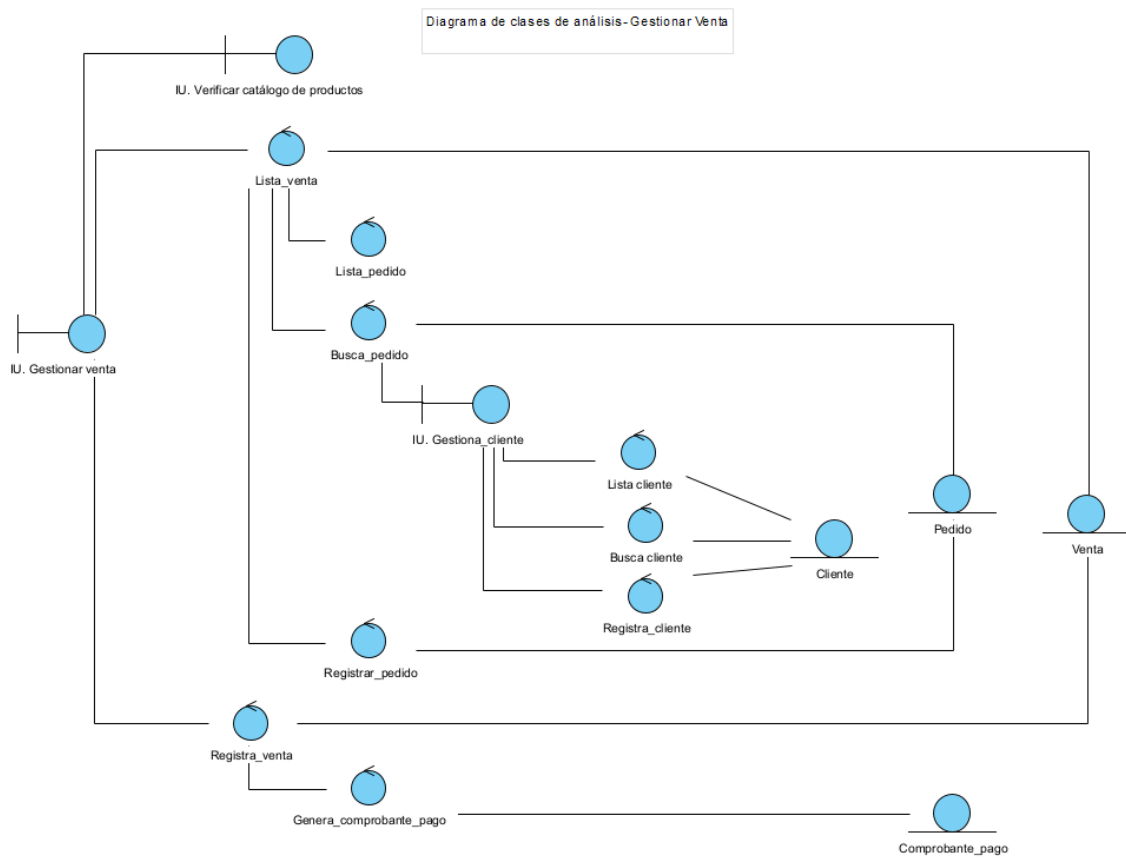 Diagrama de clases de análisis- Gestionar Venta
IU. Verificar catálogo de productos
Lista_venta
Lista_pedido
Busca_pedido
IU. Gestionar venta
IU. Gestiona_cliente
Lista cliente
Pedido
Venta
Busca cliente
Cliente
Registra_cliente
Registrar_pedido
Registra_venta
Genera_comprobante_pago
Comprobante_pago